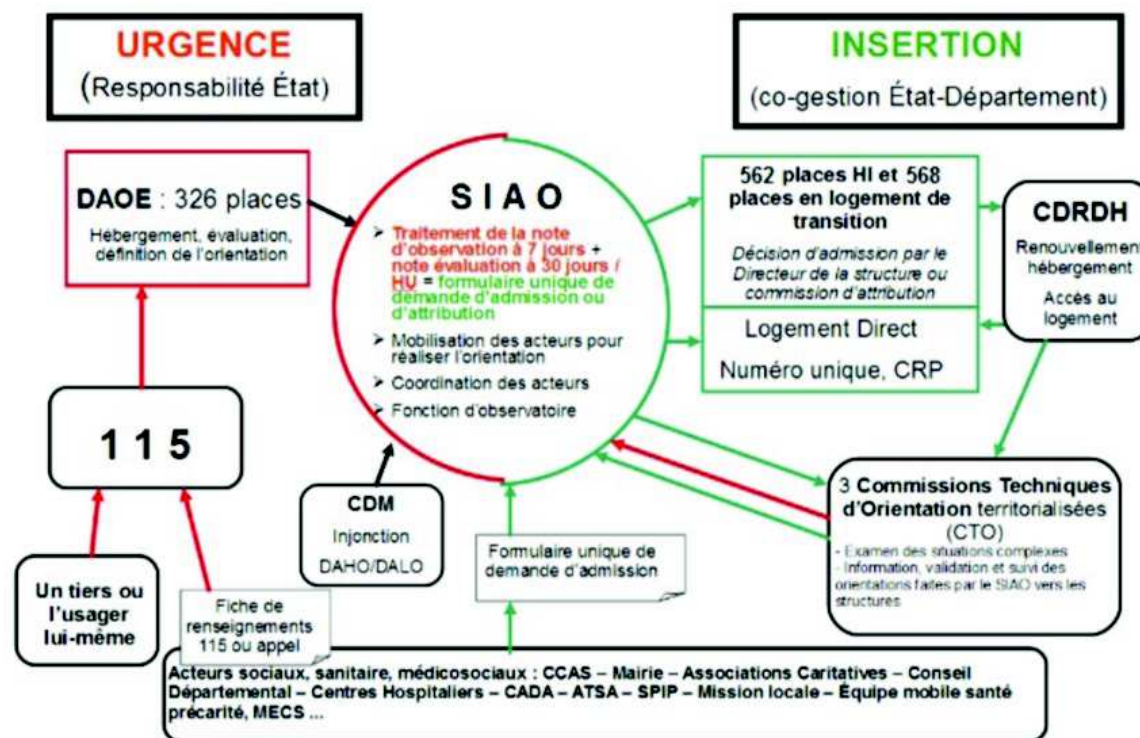 URGENCE
(Responsabilité État)
INSERTION
(co-gestion État-Département)
DAOE : 326 places
Hébergement, évaluation,
définition de l'orientation
S I A O
➢ Traitement de la note
d'observation à 7 jours +
note évaluation à 30 jours /
HU = formulaire unique de
demande d'admission ou
d'attribution
➢ Mobilisation des acteurs pour
réaliser l'orientation
➢ Coordination des acteurs
➢ Fonction d'observatoire
562 places HI et 568
places en logement de
transition
Décision d'admission par le
Directeur de la structure ou
commission d'attribution
Logement Direct
Numéro unique, CRP
CDRDH
Renouvellement
hébergement
Accès au
logement
1 1 5
CDM
Injonction
DAHO/DALO
Formulaire unique de
demande d'admission
3 Commissions Techniques
d'Orientation territorialisées
(CTO)
- Examen des situations complexes
- Information, validation et suivi des
orientations faites par le SIAO vers les
structures
Un tiers ou
l'usager
lui-même
Fiche de
renseignements
115 ou appel
Acteurs sociaux, sanitaire, médicosociaux : CCAS – Mairie – Associations Caritatives – Conseil
Départemental – Centres Hospitaliers – CADA – ATSA – SPIP – Mission locale – Équipe mobile santé
précarité, MECS ...